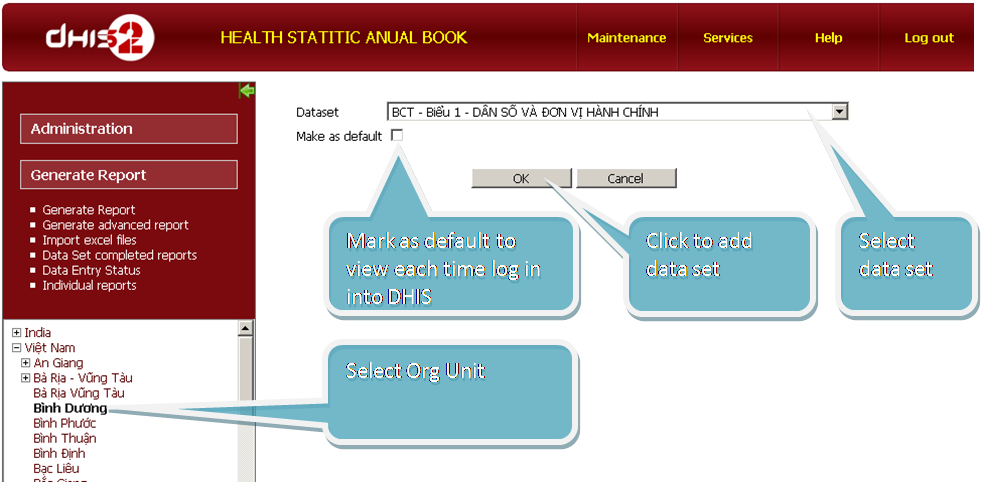 dHIS2
HEALTH STATITIC ANUAL BOOK
Maintenance
Services
Help
Log out
Administration
Generate Report
Generate Report
Generate advanced report
Import excel files
Data Set completed reports
Data Entry Status
Individual reports
India
Việt Nam
An Giang
Bà Rịa - Vũng Tàu
Bà Rịa Vũng Tàu
Bình Dương
Bình Phước
Bình Thuận
Bình Định
Bạc Liêu
Dataset
BCT - Biểu 1 - DÂN SỐ VÀ ĐƠN VỊ HÀNH CHÍNH
Make as default
OK
Cancel
Mark as default to
view each time log in
into DHIS
Click to add
data set
Select
data set
Select Org Unit